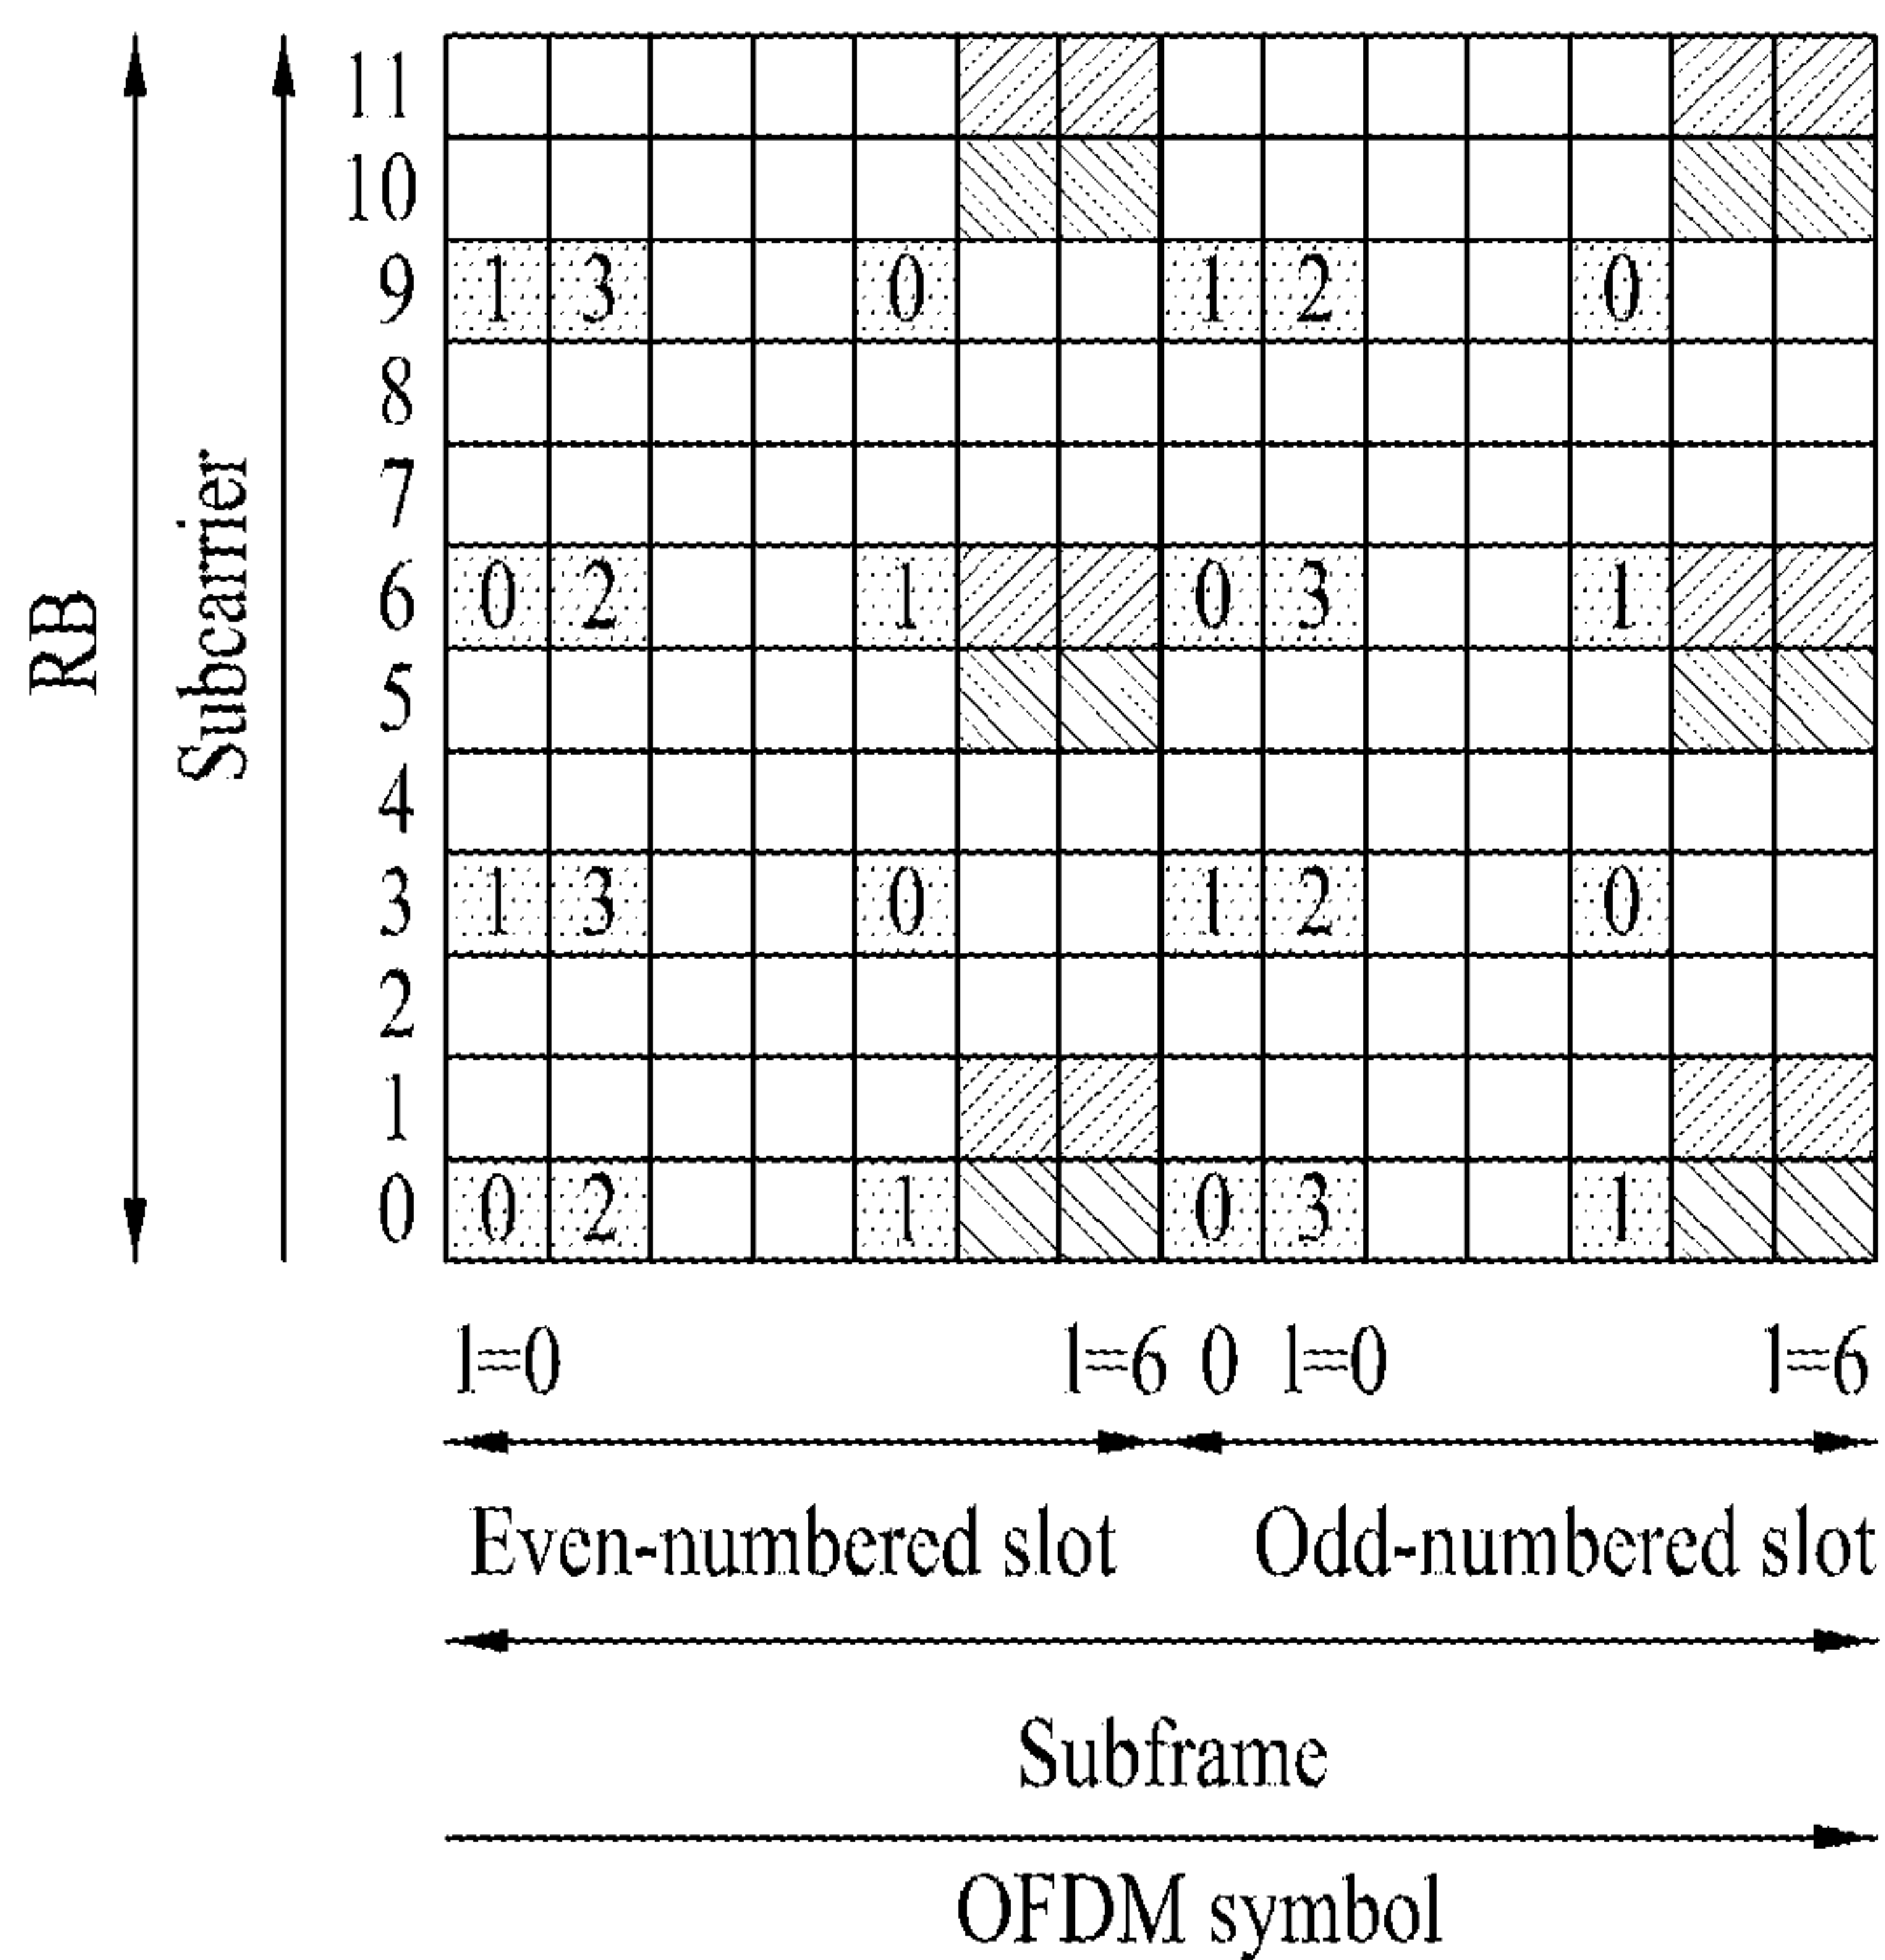 RB
Subcarrier
11
10
9 1 3 0 1 2 0
8
7
6 0 2 1 0 3 1
5
4
3 1 3 0 1 2 0
2
1
0 0 2 1 0 3 1
l=0 l=6 0 l=0 l=6
Even-numbered slot Odd-numbered slot
Subframe
OFDM symbol